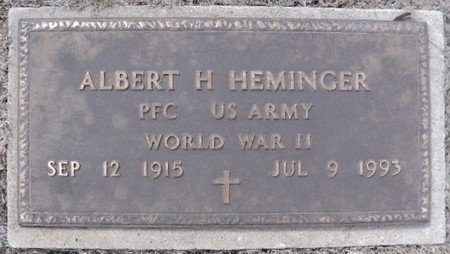 ALBERT H HEMINGER
PFC US ARMY
WORLD WAR II
SEP 12 1915 JUL 9 1993